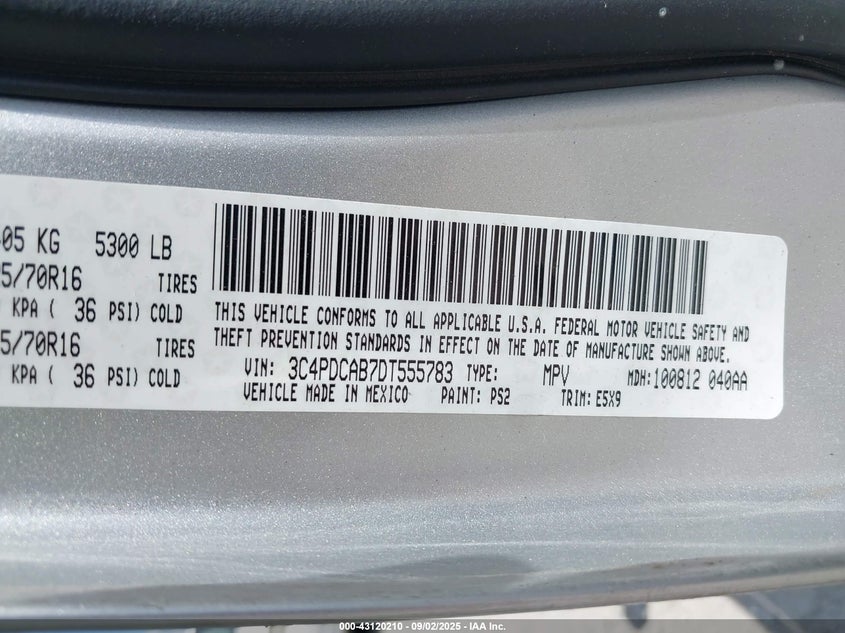 05 KG 5300 LB
5/70R16 TIRES
KPA ( 36 PSI) COLD
5/70R16 TIRES
KPA ( 36 PSI) COLD
THIS VEHICLE CONFORMS TO ALL APPLICABLE U.S.A. FEDERAL MOTOR VEHICLE SAFETY AND
THEFT PREVENTION STANDARDS IN EFFECT ON THE DATE OF MANUFACTURE SHOWN ABOVE.
VIN: 3C4PDCAB7DT555783 TYPE: MPV MDH:100812 040AA
VEHICLE MADE IN MEXICO PAINT: PS2 TRIM: E5X9
000-43120210 - 09/02/2025 - IAA Inc.